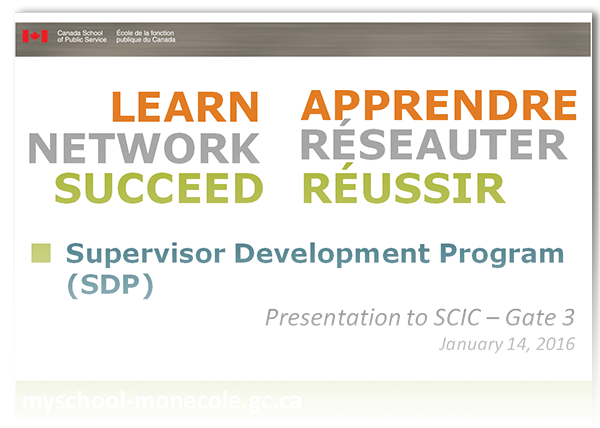 Canada School
of Public Service
École de la fonction
publique du Canada
LEARN
NETWORK
SUCCEED
APPRENDRE
RÉSEAUTER
RÉUSSIR
Supervisor Development Program
(SDP)
Presentation to SCIC – Gate 3
January 14, 2016
myschool-monecole.gc.ca